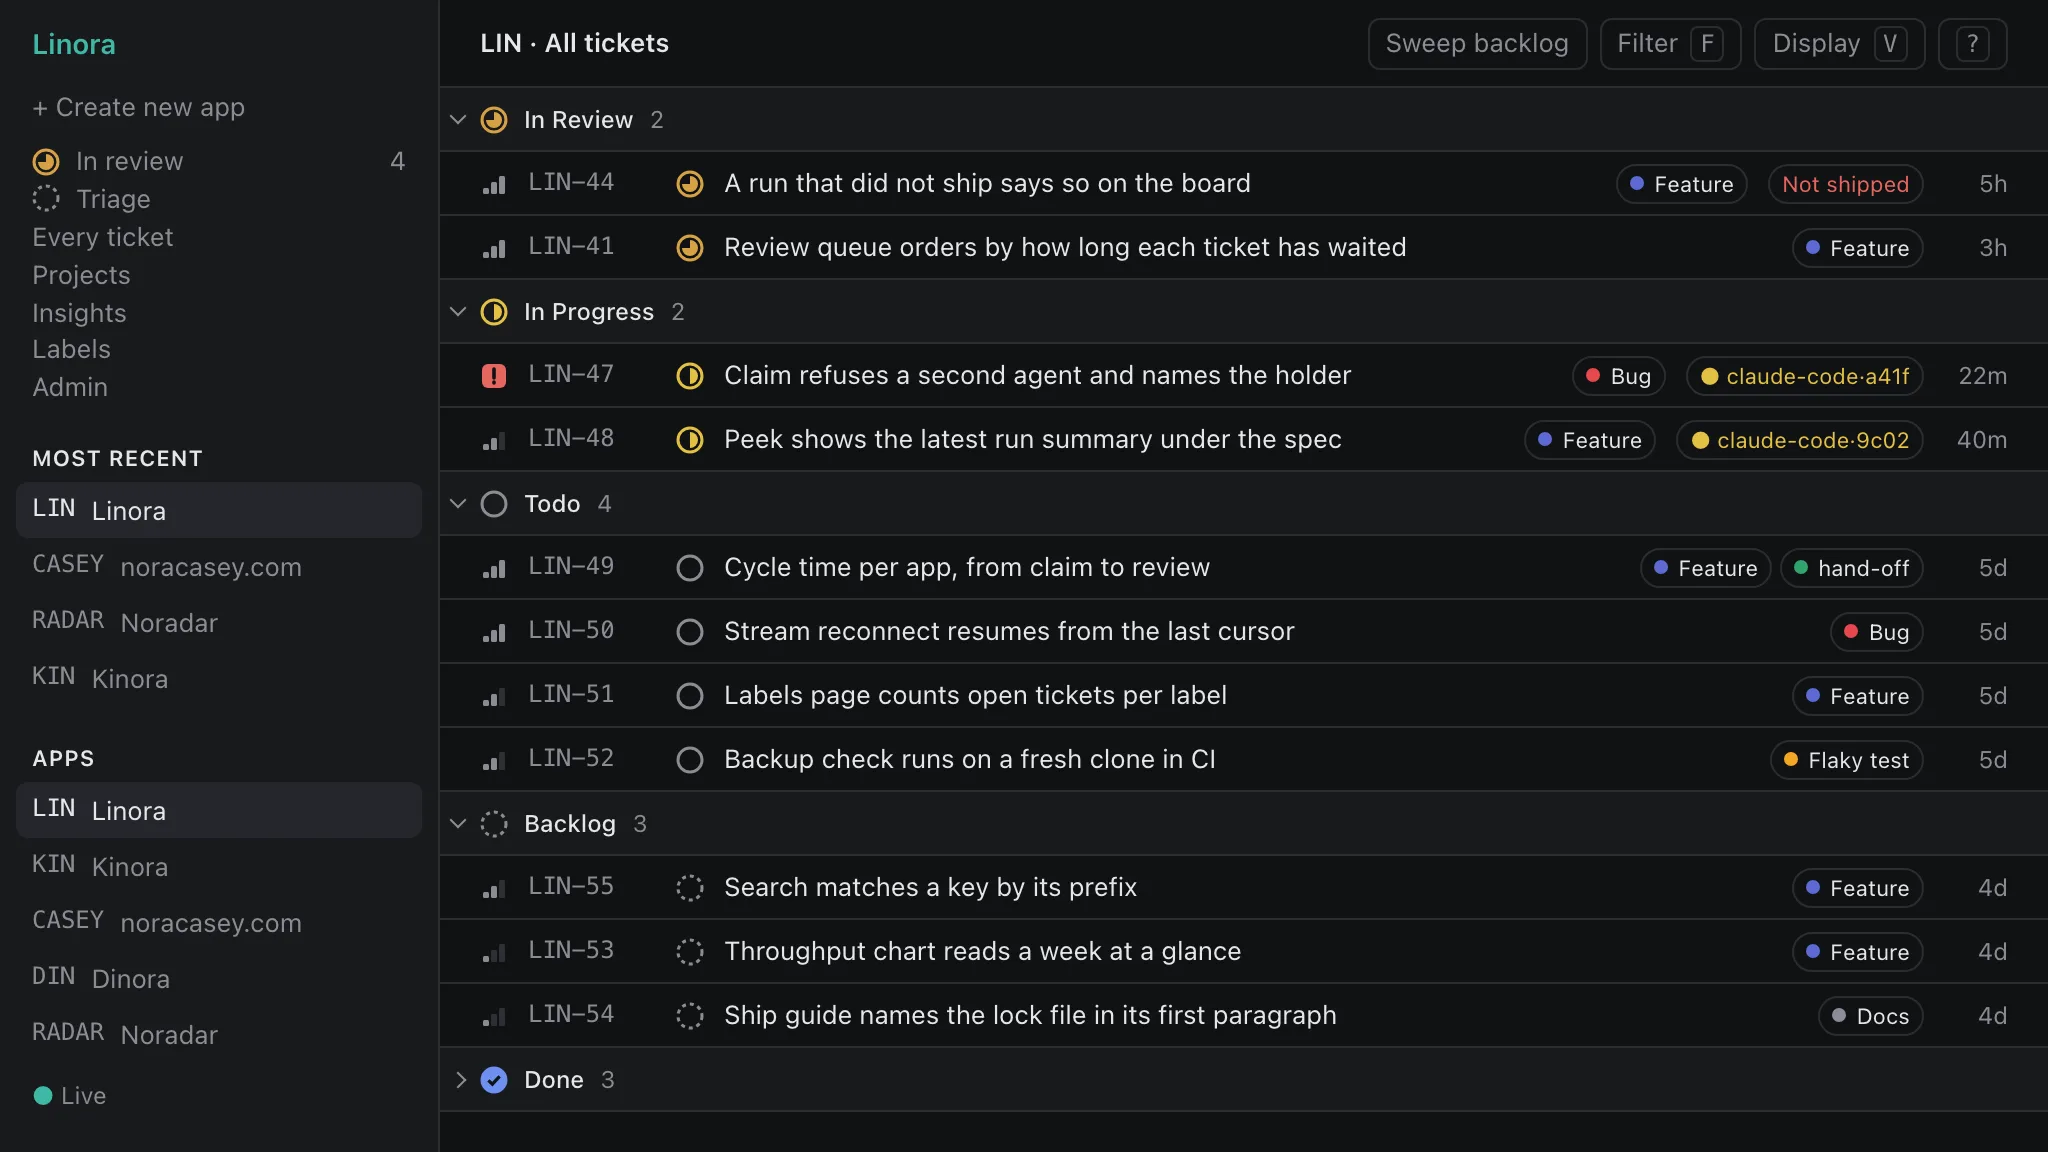 Linora
+ Create new app
In review 4
Triage
Every ticket
Projects
Insights
Labels
Admin
MOST RECENT
LIN Linora
CASEY noracasey.com
RADAR Noradar
KIN Kinora
APPS
LIN Linora
KIN Kinora
CASEY noracasey.com
DIN Dinora
RADAR Noradar
Live
LIN · All tickets Sweep backlog Filter F Display V ?
In Review 2
LIN–44 A run that did not ship says so on the board Feature Not shipped 5h
LIN–41 Review queue orders by how long each ticket has waited Feature 3h
In Progress 2
! LIN–47 Claim refuses a second agent and names the holder Bug claude-code·a41f 22m
LIN–48 Peek shows the latest run summary under the spec Feature claude-code·9c02 40m
Todo 4
LIN–49 Cycle time per app, from claim to review Feature hand-off 5d
LIN–50 Stream reconnect resumes from the last cursor Bug 5d
LIN–51 Labels page counts open tickets per label Feature 5d
LIN–52 Backup check runs on a fresh clone in CI Flaky test 5d
Backlog 3
LIN–55 Search matches a key by its prefix Feature 4d
LIN–53 Throughput chart reads a week at a glance Feature 4d
LIN–54 Ship guide names the lock file in its first paragraph Docs 4d
Done 3